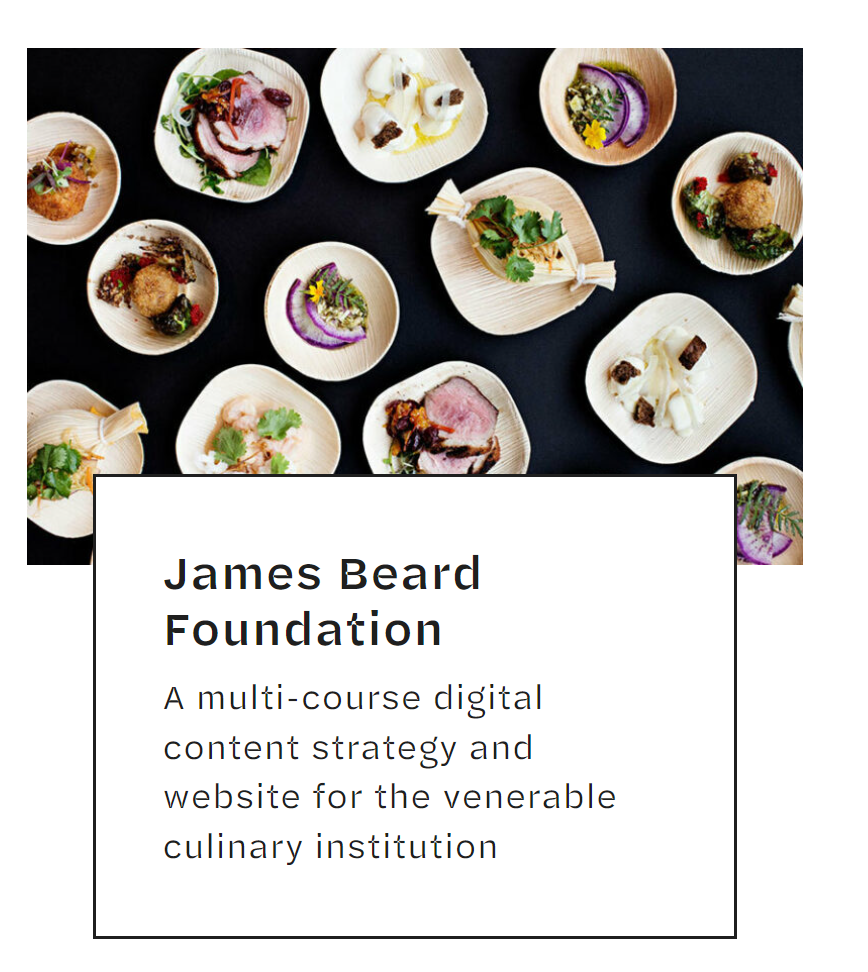 James Beard
Foundation
A multi-course digital
content strategy and
website for the venerable
culinary institution